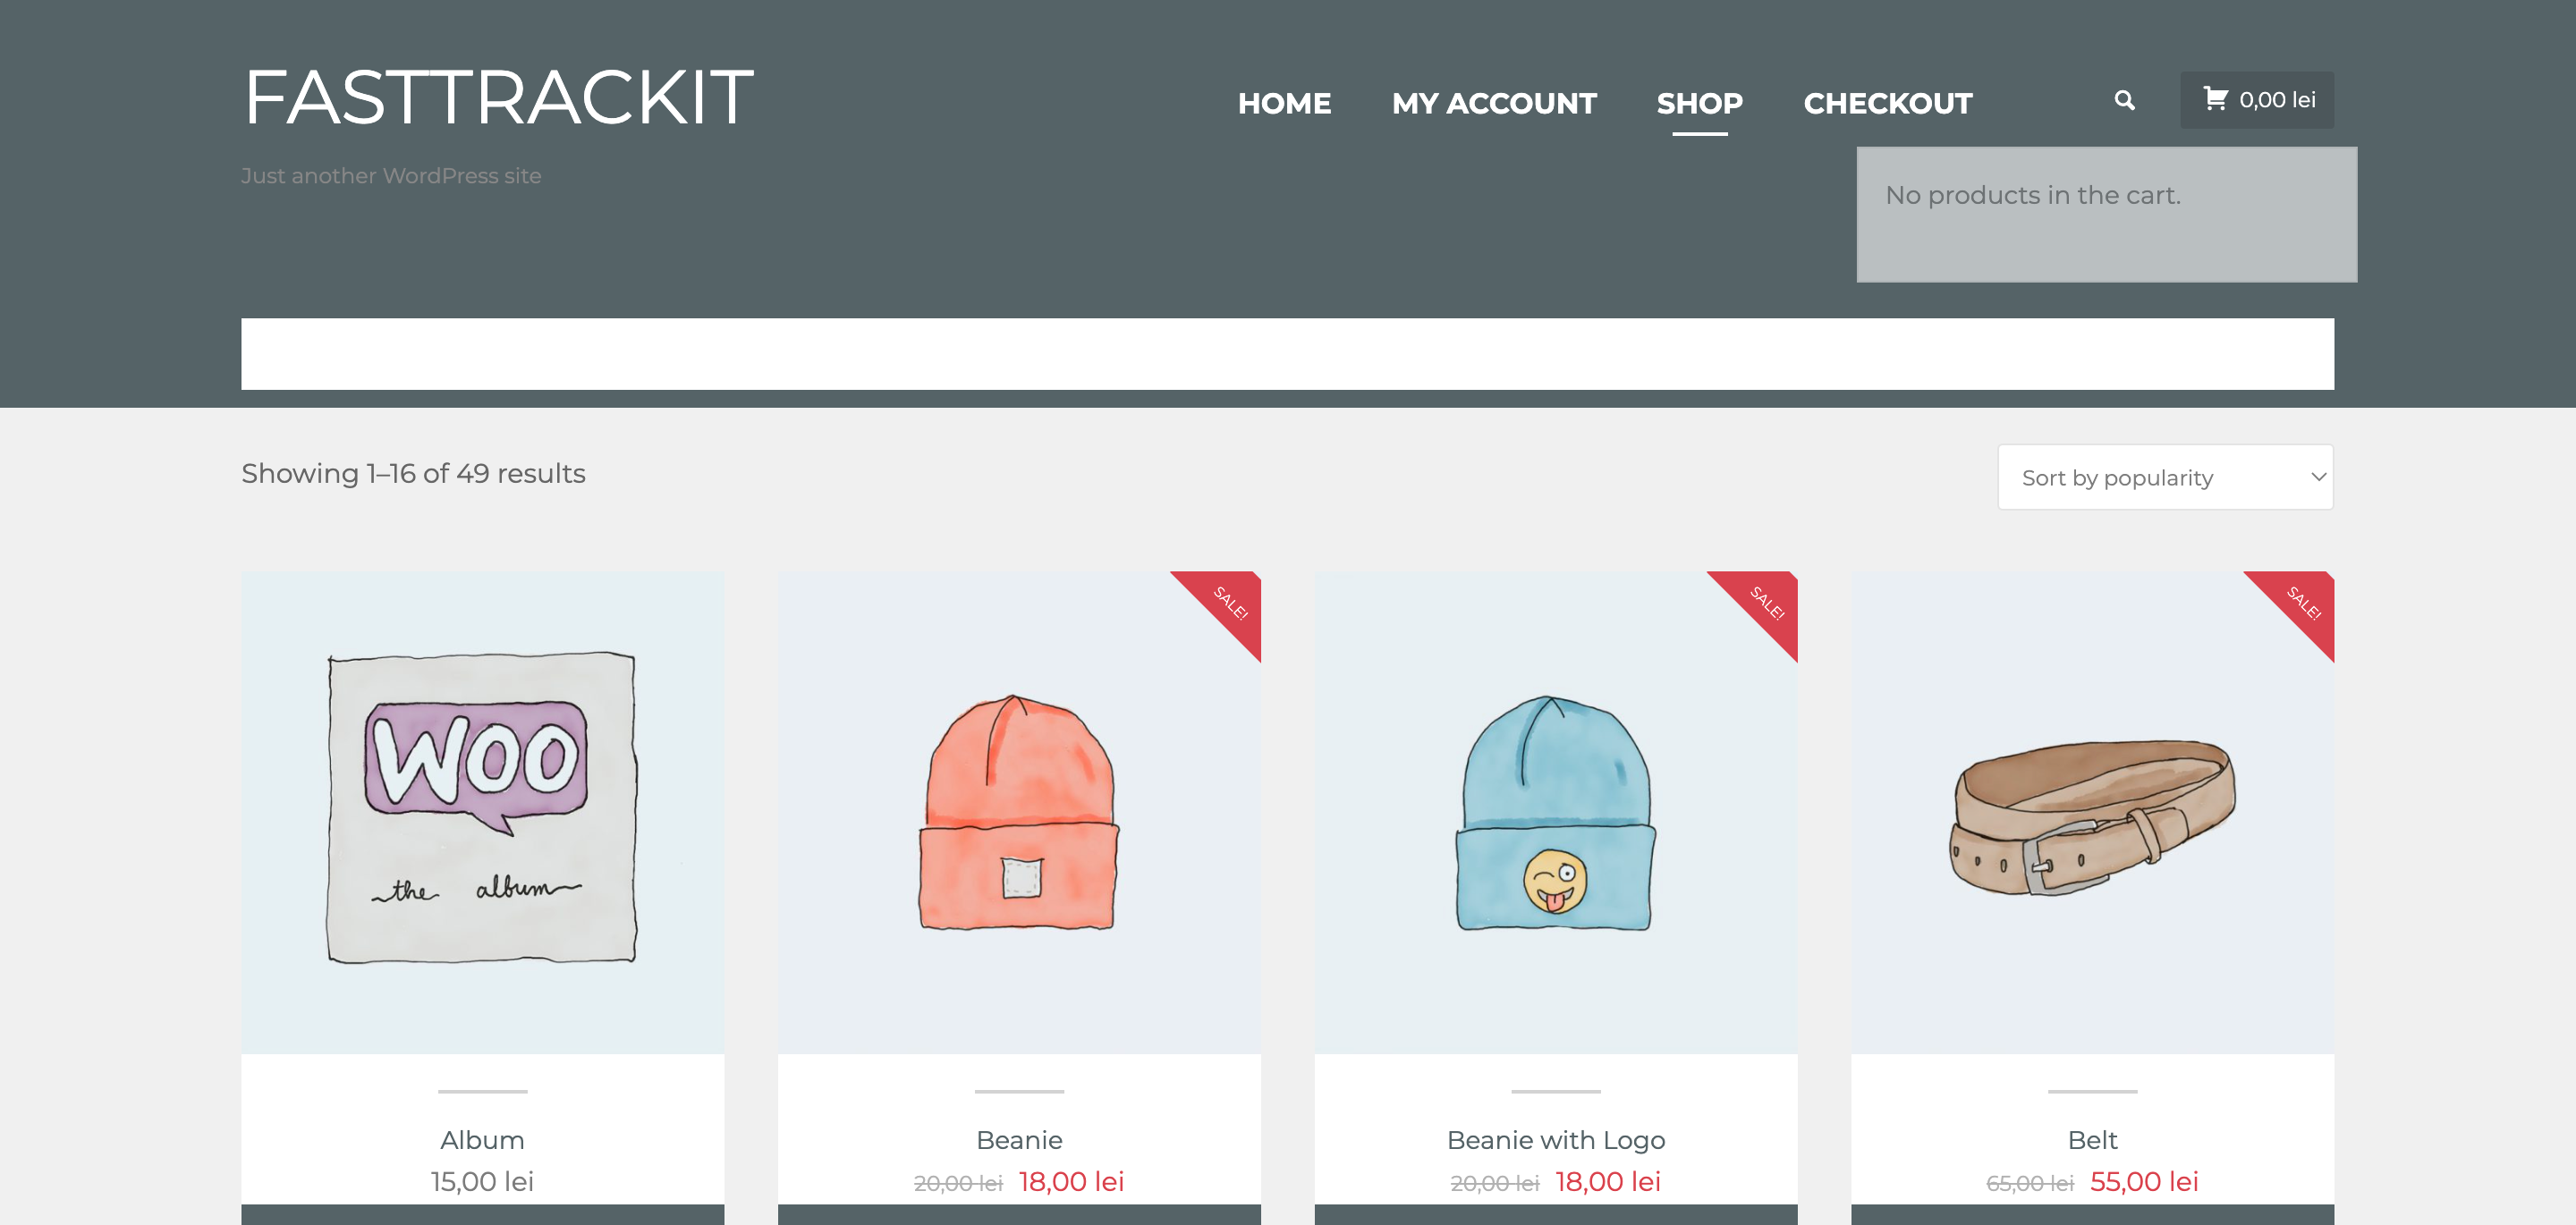 FASTTRACKIT
HOME MY ACCOUNT SHOP CHECKOUT 0,00 lei
Just another WordPress site
No products in the cart.
Showing 1–16 of 49 results
Sort by popularity
SALE! SALE! SALE!
WOO
the album
Album Beanie Beanie with Logo Belt
15,00 lei 20,00 lei 18,00 lei 20,00 lei 18,00 lei 65,00 lei 55,00 lei